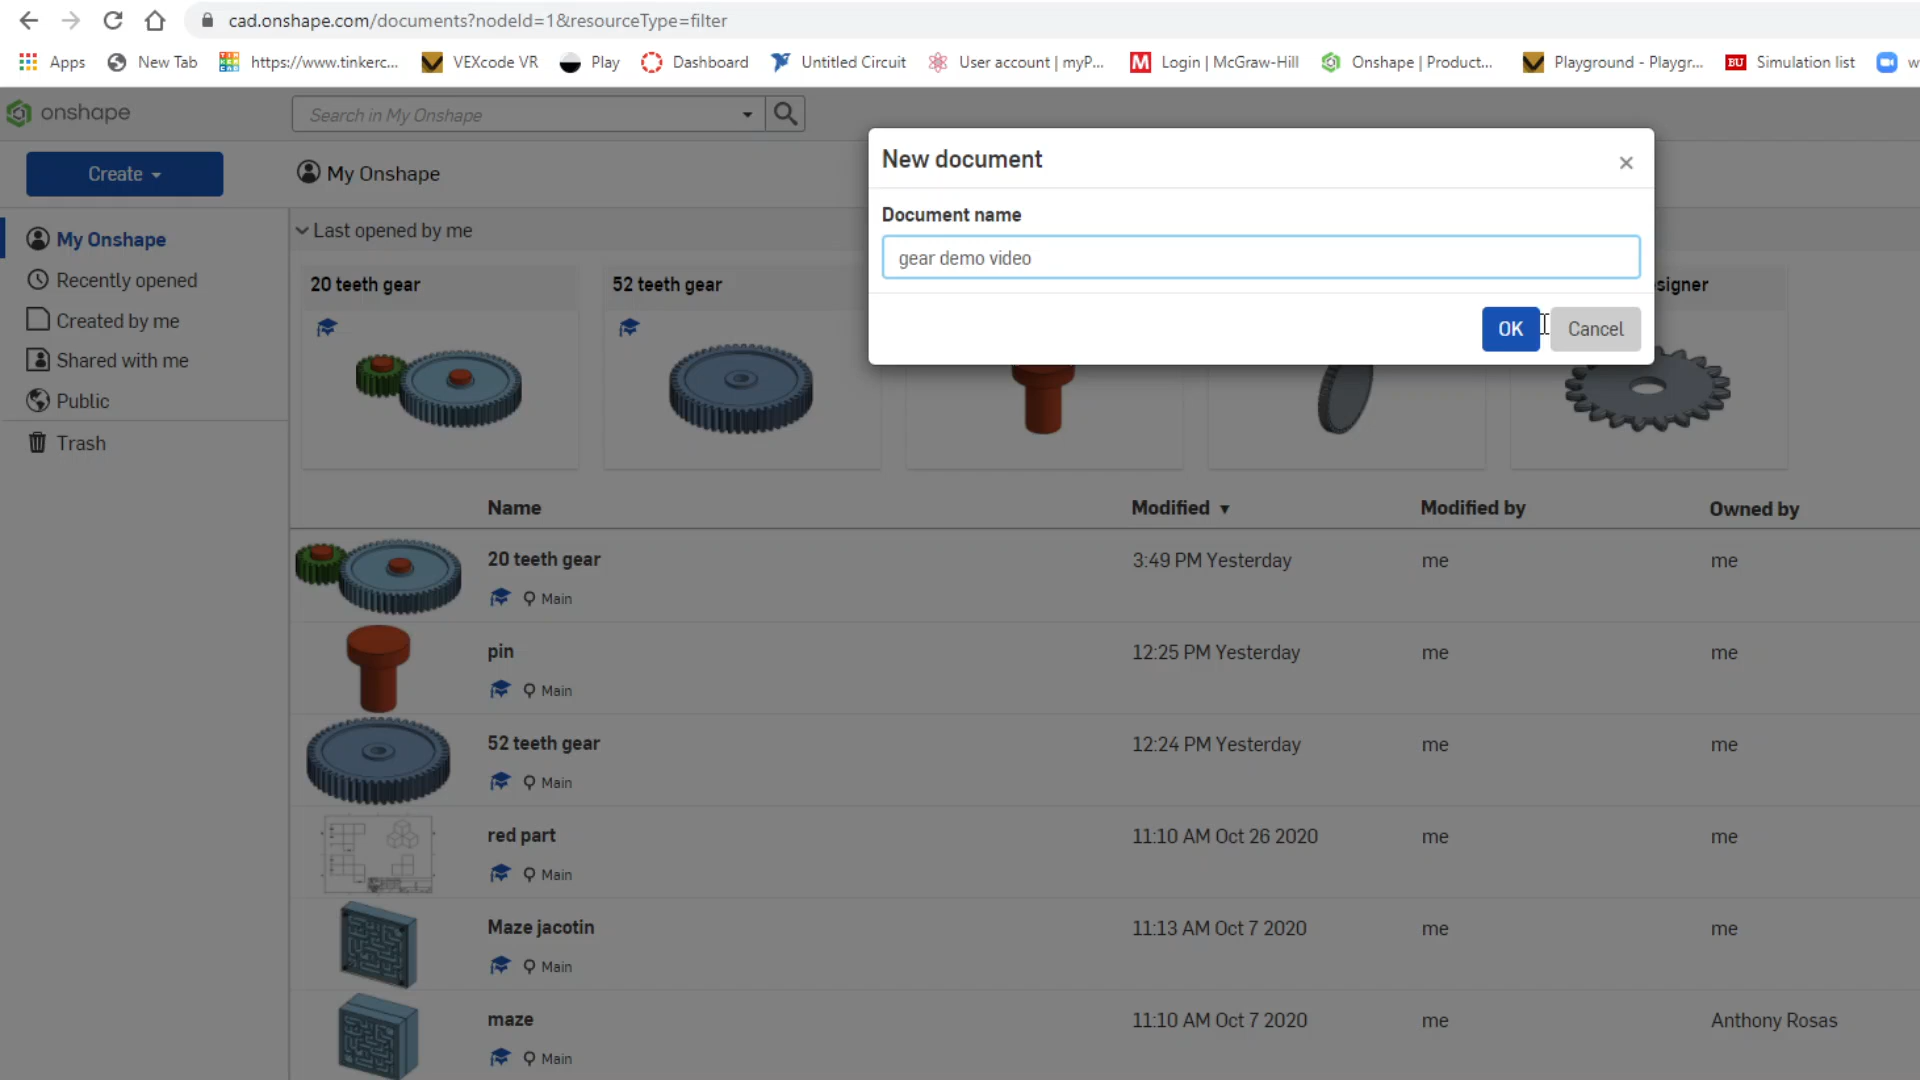 cad.onshape.com/documents?nodeId=1&resourceType=filter
Apps
New Tab
https://www.tinkerc...
VEXcode VR
Play
Dashboard
Untitled Circuit
User account | myP...
M Login | McGraw-Hill
Onshape | Product...
Playground - Playgr...
BU Simulation list
w
onshape
Search in My Onshape
New document
×
Create
My Onshape
Document name
gear demo video
OK
Cancel
My Onshape
Recently opened
Created by me
Shared with me
Public
Trash
Last opened by me
20 teeth gear
52 teeth gear
signer
Name Modified ▼ Modified by Owned by
20 teeth gear 3:49 PM Yesterday me me
Main
pin 12:25 PM Yesterday me me
Main
52 teeth gear 12:24 PM Yesterday me me
Main
red part 11:10 AM Oct 26 2020 me me
Main
Maze jacotin 11:13 AM Oct 7 2020 me me
Main
maze 11:10 AM Oct 7 2020 me Anthony Rosas
Main